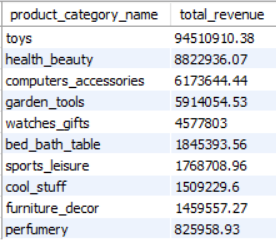 product_category_name total_revenue
toys 94510910.38
health_beauty 8822936.07
computers_accessories 6173644.44
garden_tools 5914054.53
watches_gifts 4577803
bed_bath_table 1845393.56
sports_leisure 1768708.96
cool_stuff 1509229.6
furniture_decor 1459557.27
perfumery 825958.93